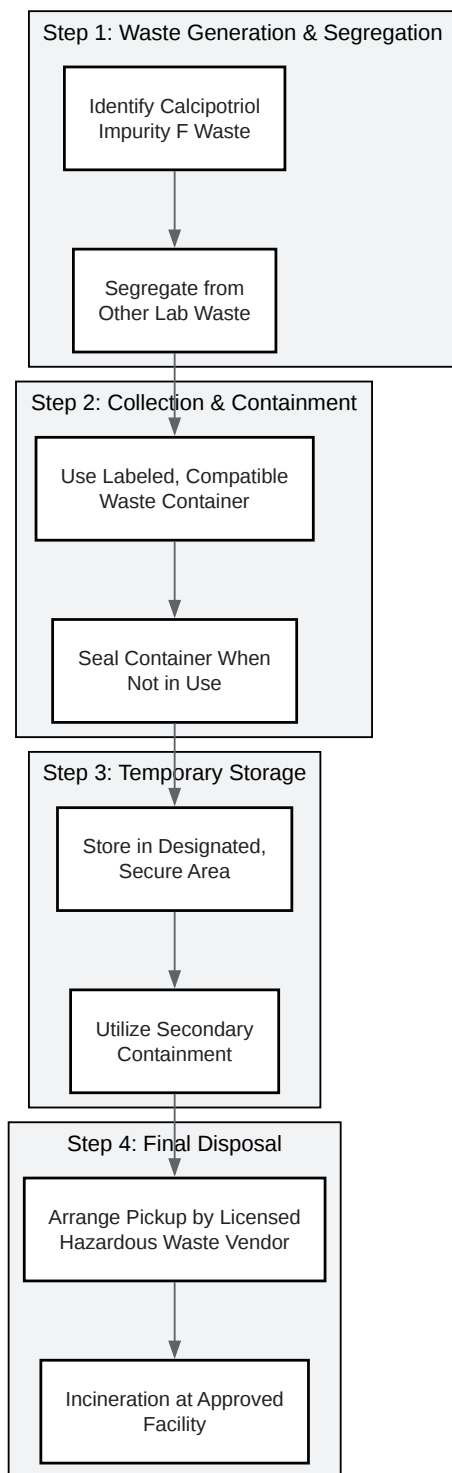 Step 1: Waste Generation & Segregation
Identify Calcipotriol
Impurity F Waste
Segregate from
Other Lab Waste
Step 2: Collection & Containment
Use Labeled, Compatible
Waste Container
Seal Container When
Not in Use
Step 3: Temporary Storage
Store in Designated,
Secure Area
Utilize Secondary
Containment
Step 4: Final Disposal
Arrange Pickup by Licensed
Hazardous Waste Vendor
Incineration at Approved
Facility